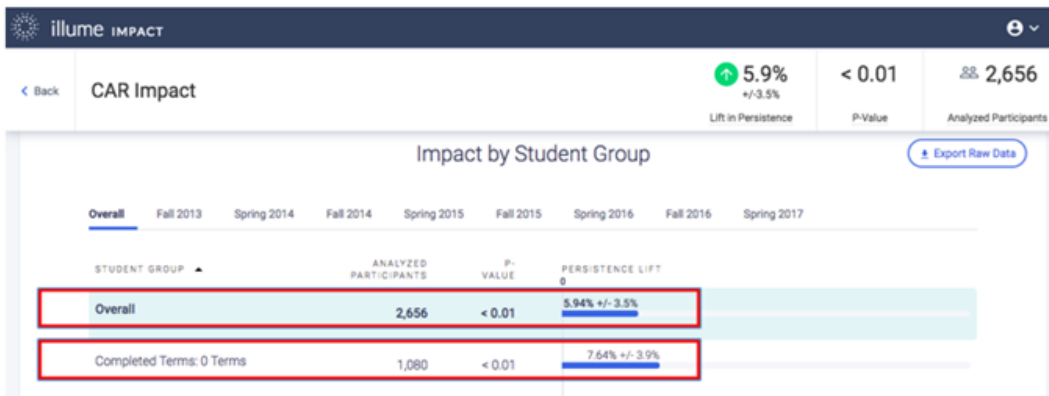 illume IMPACT
Back
CAR Impact
5.9%
+/-3.5%
Lift in Persistence
< 0.01
P-Value
2,656
Analyzed Participants
Impact by Student Group
Export Raw Data
Overall Fall 2013 Spring 2014 Fall 2014 Spring 2015 Fall 2015 Spring 2016 Fall 2016 Spring 2017
STUDENT GROUP ANALYZED PARTICIPANTS P-VALUE PERSISTENCE LIFT
0
Overall 2,656 < 0.01 5.94% +/- 3.5%
Completed Terms: 0 Terms 1,080 < 0.01 7.64% +/- 3.9%